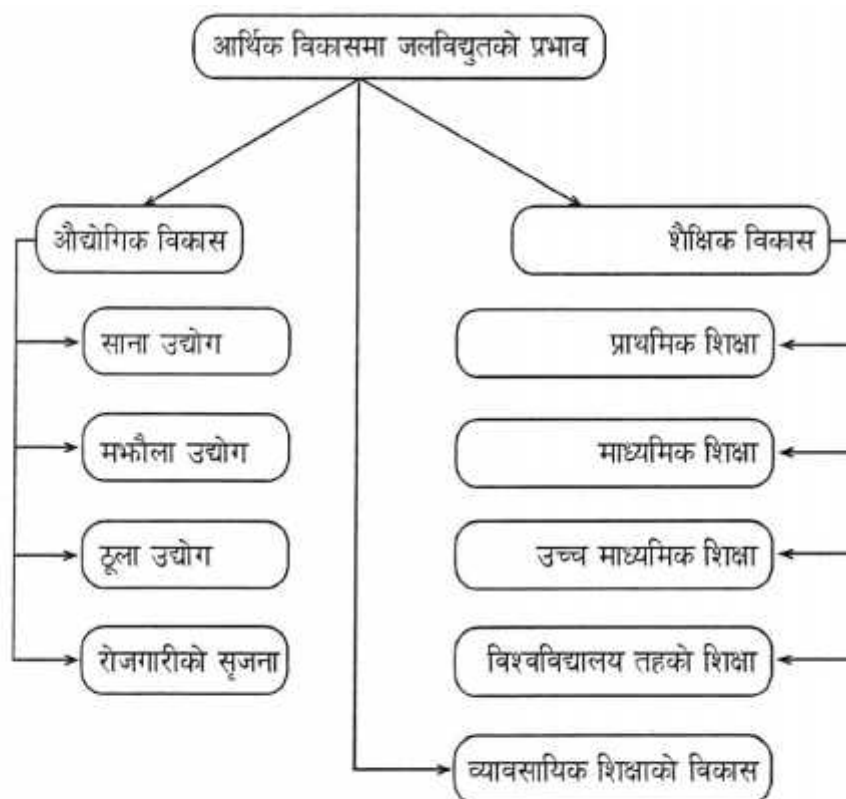 आर्थिक विकासमा जलविद्युतको प्रभाव
औद्योगिक विकास
साना उद्योग
मझौला उद्योग
ठूला उद्योग
रोजगारीको सृजना
शैक्षिक विकास
प्राथमिक शिक्षा
माध्यमिक शिक्षा
उच्च माध्यमिक शिक्षा
विश्वविद्यालय तहको शिक्षा
व्यावसायिक शिक्षाको विकास